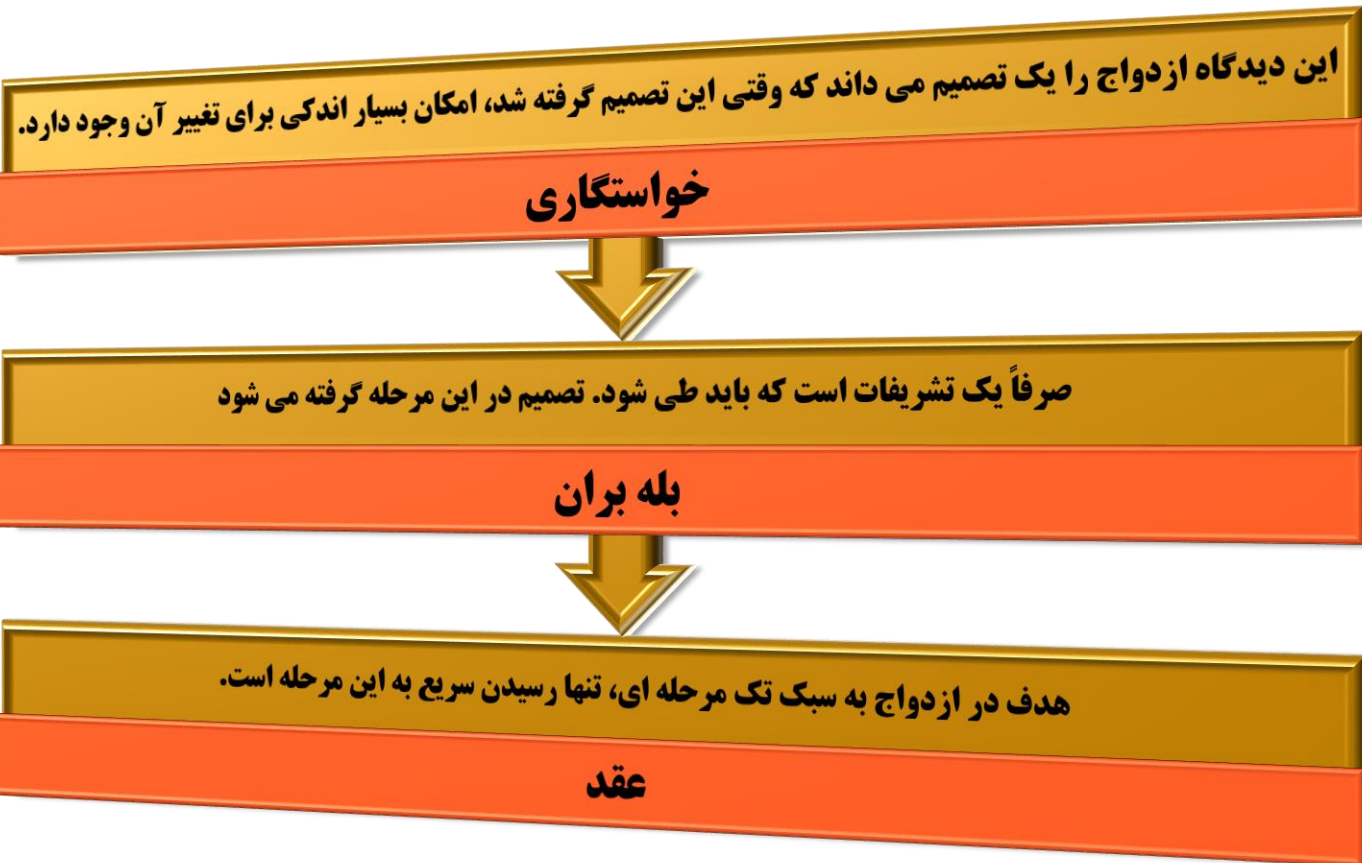 این دیدگاه ازدواج را یک تصمیم می داند که وقتی این تصمیم گرفته شد، امکان بسیار اندکی برای تغییر آن وجود دارد.
خواستگاری
صرفاً یک تشریفات است که باید طی شود. تصمیم در این مرحله گرفته می شود
بله بران
هدف در ازدواج به سبک تک مرحله ای، تنها رسیدن سریع به این مرحله است.
عقد